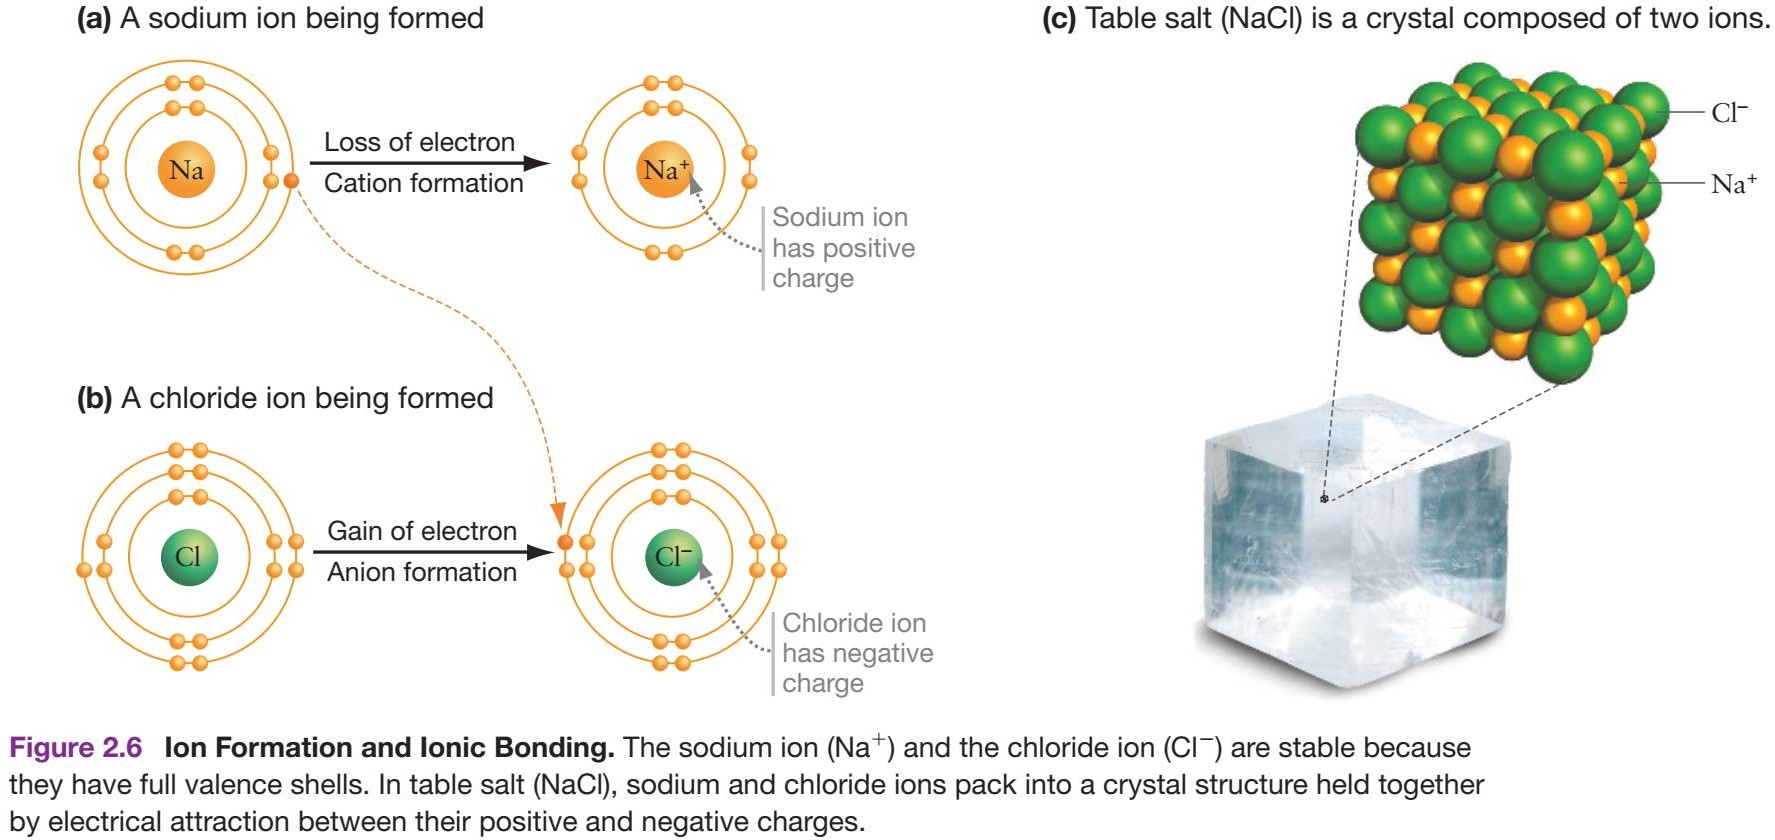 (a) A sodium ion being formed
Na
Loss of electron
Cation formation
Na⁺
Sodium ion
has positive
charge
(b) A chloride ion being formed
Cl
Gain of electron
Anion formation
Cl⁻
Chloride ion
has negative
charge
(c) Table salt (NaCl) is a crystal composed of two ions.
Cl⁻
Na⁺
Figure 2.6 Ion Formation and Ionic Bonding. The sodium ion (Na⁺) and the chloride ion (Cl⁻) are stable because
they have full valence shells. In table salt (NaCl), sodium and chloride ions pack into a crystal structure held together
by electrical attraction between their positive and negative charges.